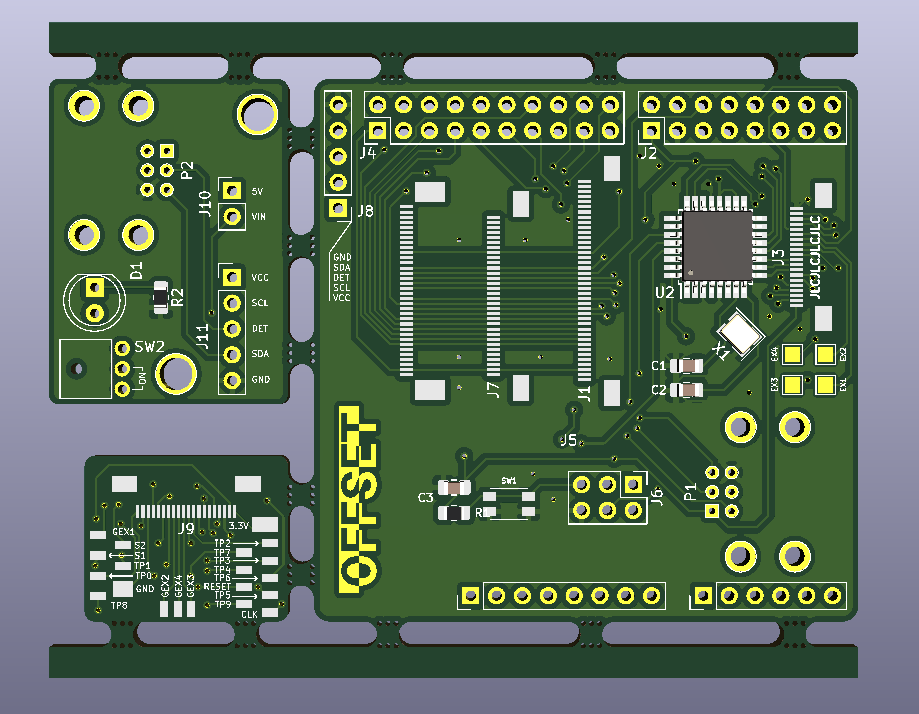 P2
J10
5V
VIN
D1
R2
VCC
SCL
DET
SDA
GND
J11
SW2
ON
J4
J8
GND
SDA
DET
SCL
VCC
J2
J3
JLCJLCJLCJLC
U2
X1
C1
C2
EX4
EX2
EX3
EX1
J7
J1
J5
OFFSET
C3
SW1
J6
P1
J9
3.3V
GEX1
S2
S1
TP1
TP0
GND
TP8
GEX2
GEX4
GEX3
TP2
TP7
TP3
TP4
TP6
RESET
TP5
TP9
CLK